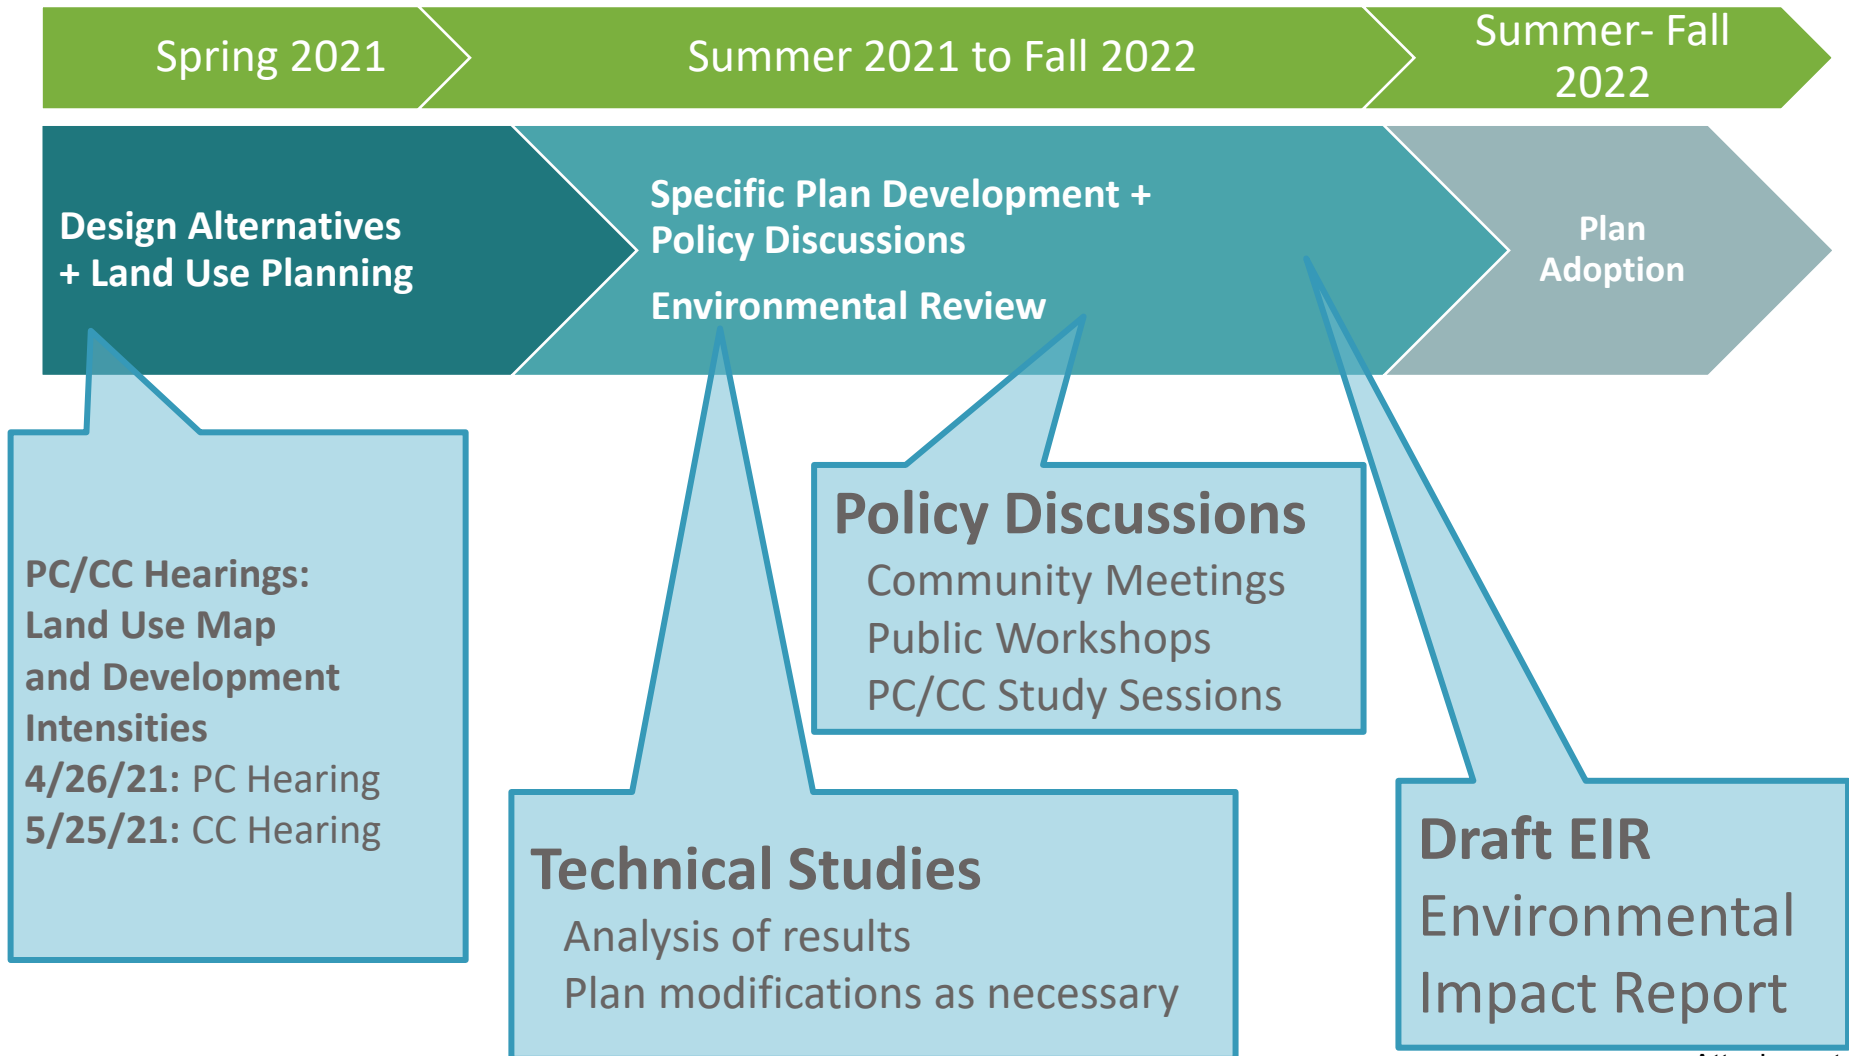 Spring 2021
Summer 2021 to Fall 2022
Summer- Fall
2022
Design Alternatives
+ Land Use Planning
Specific Plan Development +
Policy Discussions
Environmental Review
Plan
Adoption
PC/CC Hearings:
Land Use Map
and Development
Intensities
4/26/21: PC Hearing
5/25/21: CC Hearing
Policy Discussions
Community Meetings
Public Workshops
PC/CC Study Sessions
Technical Studies
Analysis of results
Plan modifications as necessary
Draft EIR
Environmental
Impact Report